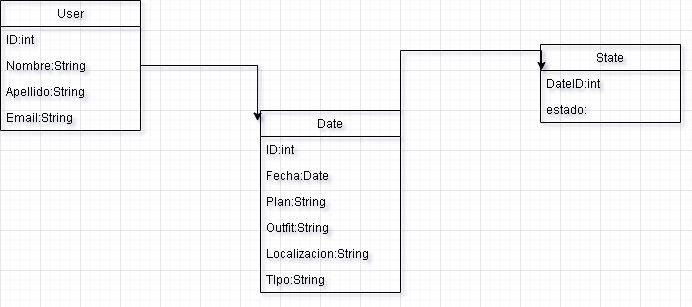 User
ID:int
Nombre:String
Apellido:String
Email:String
Date
ID:int
Fecha:Date
Plan:String
Outfit:String
Localizacion:String
TIpo:String
State
DateID:int
estado: